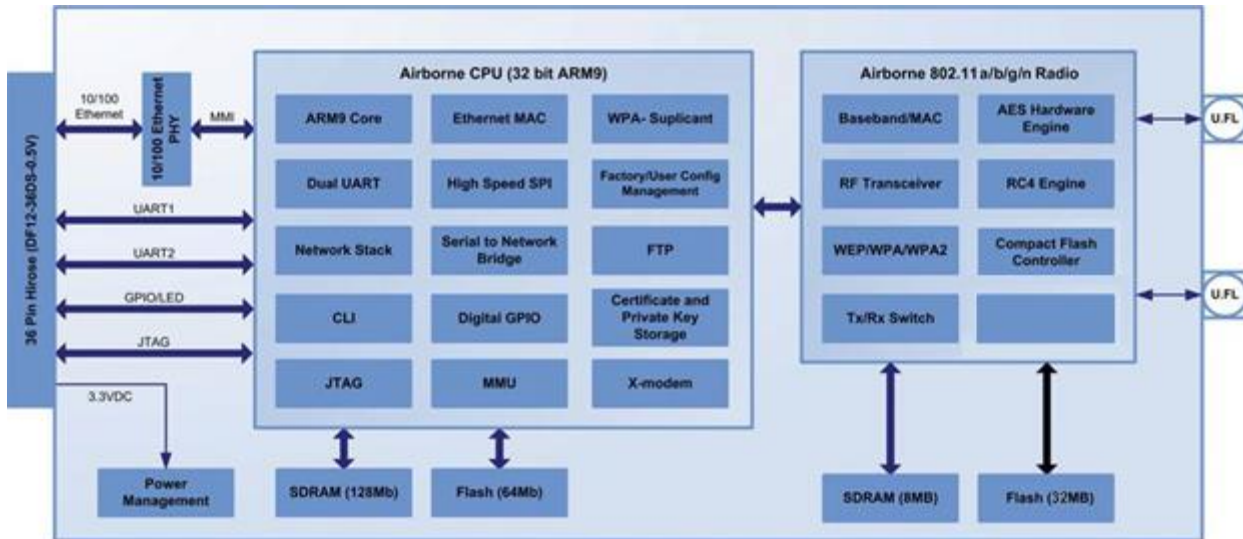 36 Pin Hirose (DF12-36DS-0.5V)
10/100
Ethernet
10/100 Ethernet
PHY
MMI
UART1
UART2
GPIO/LED
JTAG
3.3VDC
Power
Management
Airborne CPU (32 bit ARM9)
ARM9 Core
Ethernet MAC
WPA- Suplicant
Dual UART
High Speed SPI
Factory/User Config
Management
Network Stack
Serial to Network
Bridge
FTP
CLI
Digital GPIO
Certificate and
Private Key
Storage
JTAG
MMU
X-modem
SDRAM (128Mb)
Flash (64Mb)
Airborne 802.11a/b/g/n Radio
Baseband/MAC
AES Hardware
Engine
RF Transceiver
RC4 Engine
WEP/WPA/WPA2
Compact Flash
Controller
Tx/Rx Switch
SDRAM (8MB)
Flash (32MB)
U.FL
U.FL